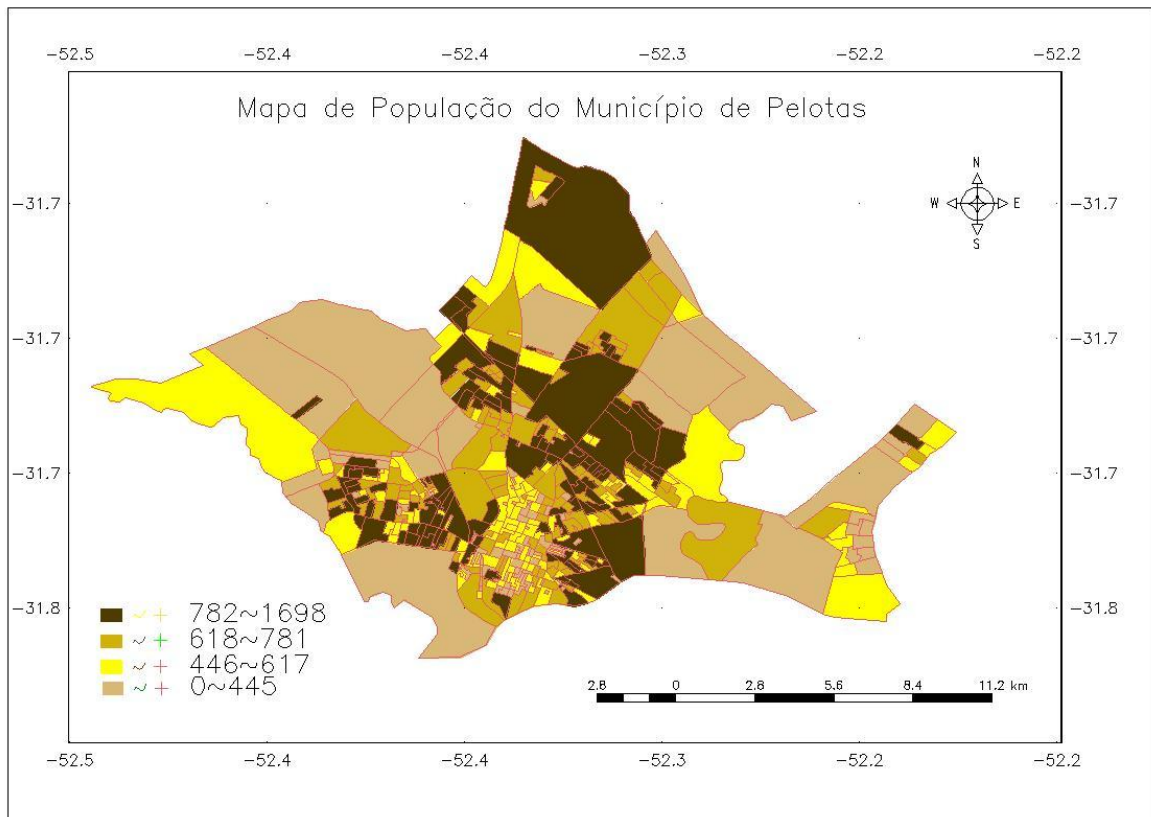 -52.5 -52.4 -52.4 -52.3 -52.2 -52.2
Mapa de População do Município de Pelotas
N
W E
S
-31.7 -31.7
-31.7 -31.7
-31.7 -31.7
-31.8 -31.8
782~1698
618~781
446~617
0~445
2.8 0 2.8 5.6 8.4 11.2 km
-52.5 -52.4 -52.4 -52.3 -52.2 -52.2